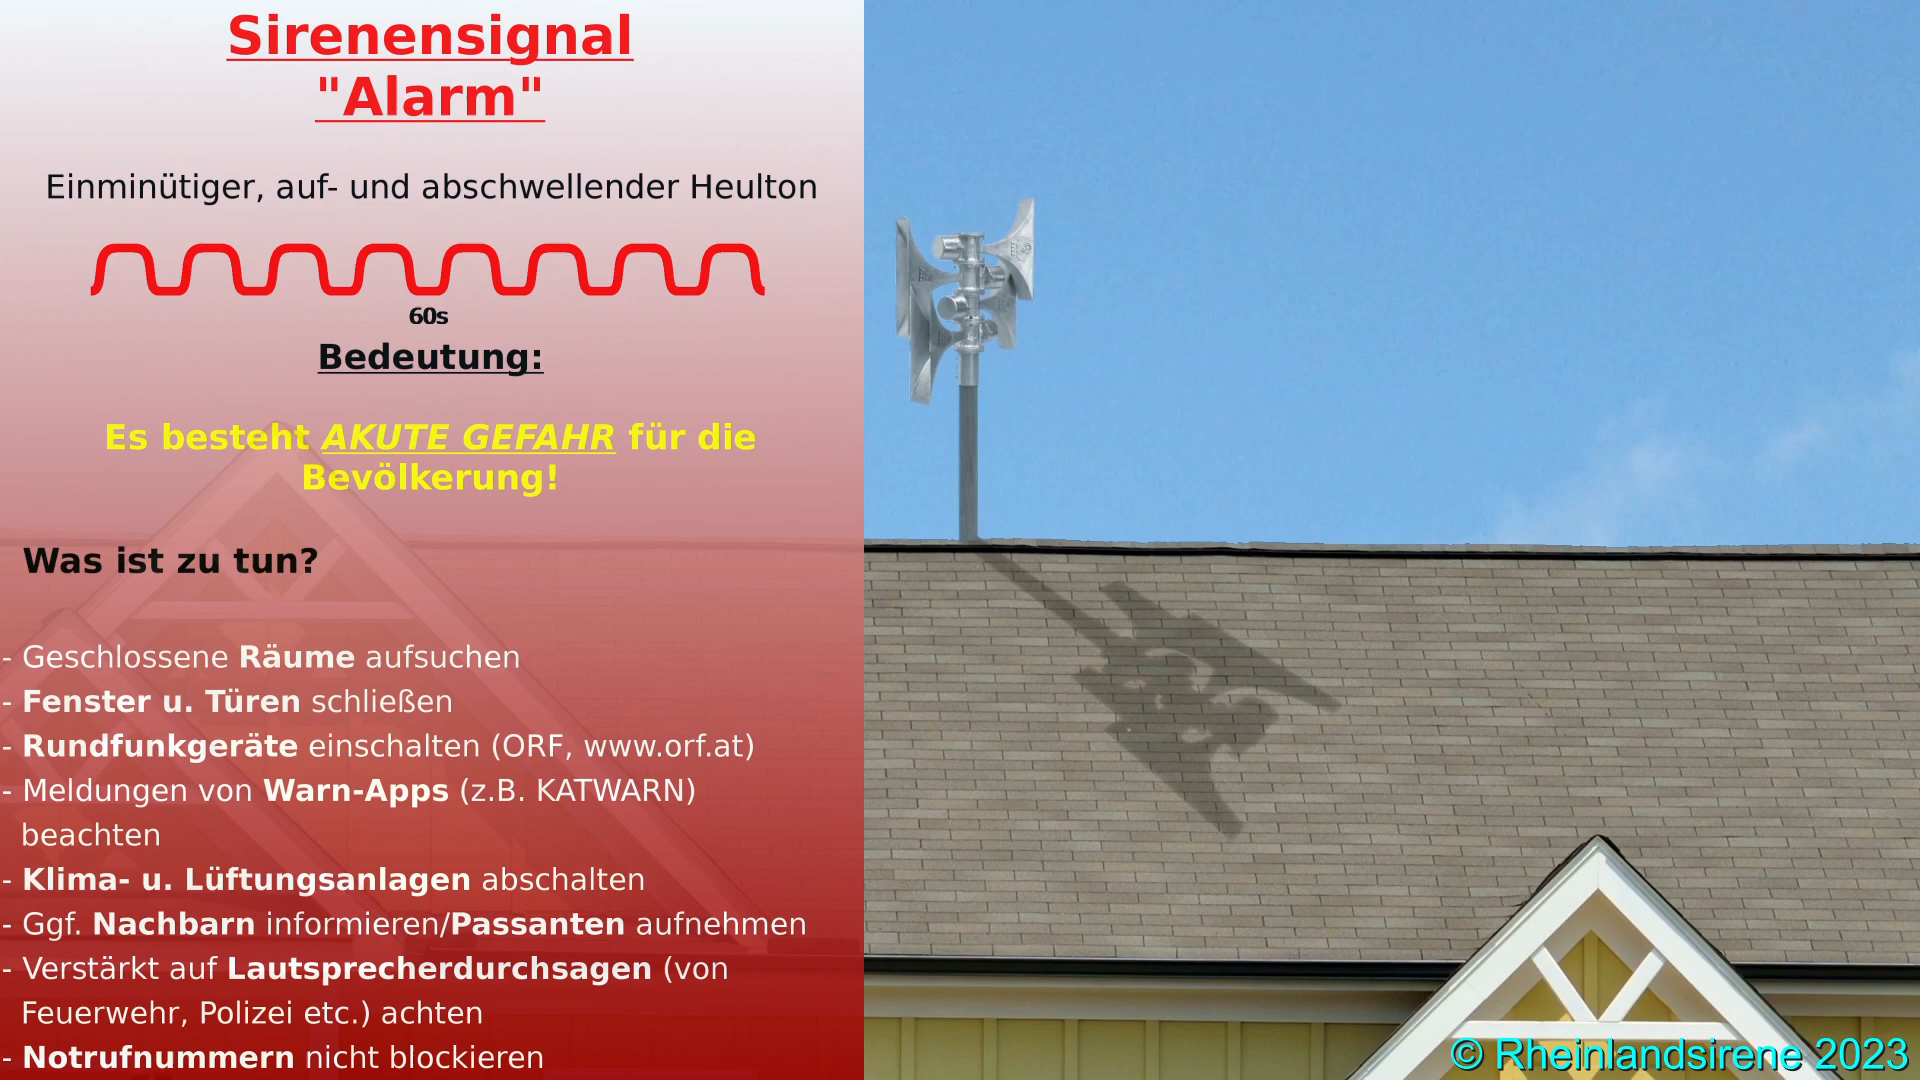 Sirenensignal
"Alarm"
Einminütiger, auf- und abschwellender Heulton
60s
Bedeutung:
Es besteht AKUTE GEFAHR für die
Bevölkerung!
Was ist zu tun?
- Geschlossene Räume aufsuchen
- Fenster u. Türen schließen
- Rundfunkgeräte einschalten (ORF, www.orf.at)
- Meldungen von Warn-Apps (z.B. KATWARN)
beachten
- Klima- u. Lüftungsanlagen abschalten
- Ggf. Nachbarn informieren/Passanten aufnehmen
- Verstärkt auf Lautsprecherdurchsagen (von
Feuerwehr, Polizei etc.) achten
- Notrufnummern nicht blockieren
© Rheinlandsirene 2023